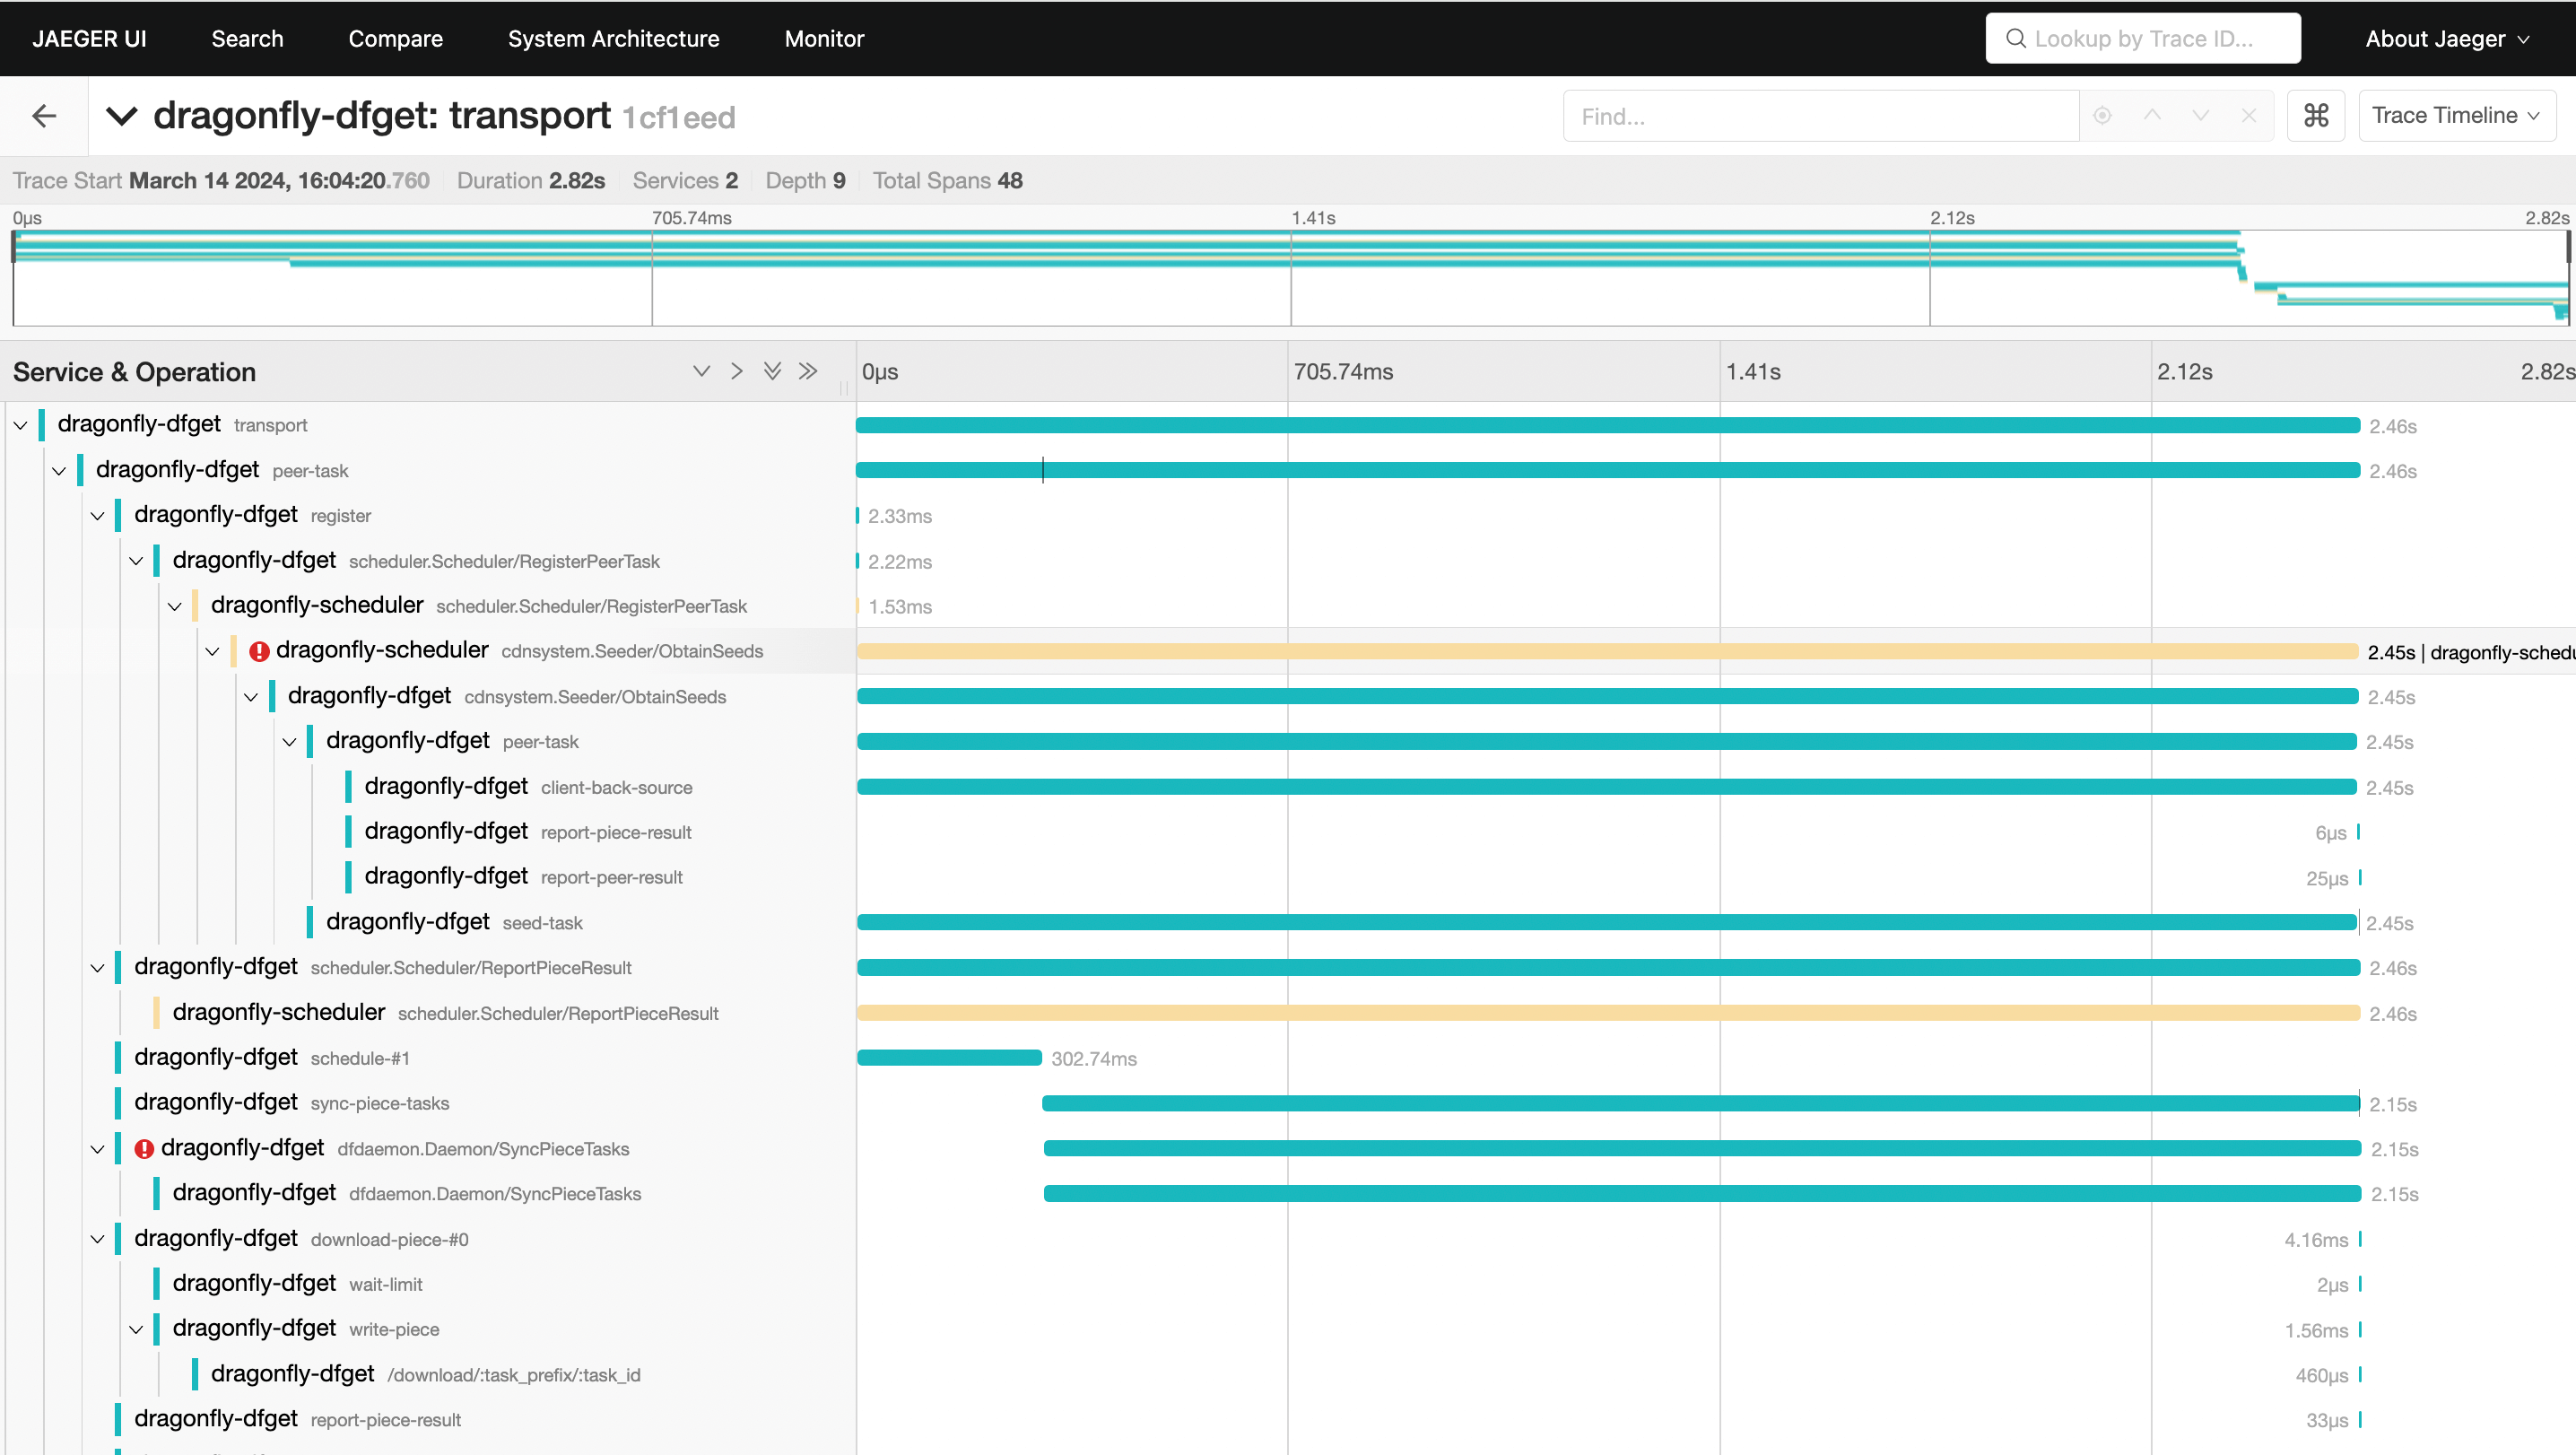 JAEGER UI Search Compare System Architecture Monitor Lookup by Trace ID... About Jaeger
dragonfly-dfget: transport 1cf1eed Find... Trace Timeline
Trace Start March 14 2024, 16:04:20.760 Duration 2.82s Services 2 Depth 9 Total Spans 48
0μs 705.74ms 1.41s 2.12s 2.82s
Service & Operation 0μs 705.74ms 1.41s 2.12s 2.82s
dragonfly-dfget transport 2.46s
dragonfly-dfget peer-task 2.46s
dragonfly-dfget register 2.33ms
dragonfly-dfget scheduler.Scheduler/RegisterPeerTask 2.22ms
dragonfly-scheduler scheduler.Scheduler/RegisterPeerTask 1.53ms
dragonfly-scheduler cdnsystem.Seeder/ObtainSeeds 2.45s | dragonfly-schedu
dragonfly-dfget cdnsystem.Seeder/ObtainSeeds 2.45s
dragonfly-dfget peer-task 2.45s
dragonfly-dfget client-back-source 2.45s
dragonfly-dfget report-piece-result 6μs
dragonfly-dfget report-peer-result 25μs
dragonfly-dfget seed-task 2.45s
dragonfly-dfget scheduler.Scheduler/ReportPieceResult 2.46s
dragonfly-scheduler scheduler.Scheduler/ReportPieceResult 2.46s
dragonfly-dfget schedule-#1 302.74ms
dragonfly-dfget sync-piece-tasks 2.15s
dragonfly-dfget dfdaemon.Daemon/SyncPieceTasks 2.15s
dragonfly-dfget dfdaemon.Daemon/SyncPieceTasks 2.15s
dragonfly-dfget download-piece-#0 4.16ms
dragonfly-dfget wait-limit 2μs
dragonfly-dfget write-piece 1.56ms
dragonfly-dfget /download/:task_prefix/:task_id 460μs
dragonfly-dfget report-piece-result 33μs